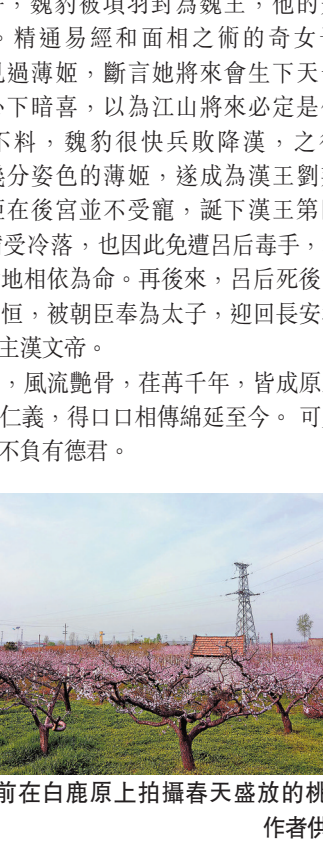 ，魏豹被項羽封為魏王，他的
。精通易經和面相之術的奇女
見過薄姬，斷言她將來會生下天
心下暗喜，以為江山將來必定是
不料，魏豹很快兵敗降漢，之
幾分姿色的薄姬，遂成為漢王劉
姬在後宮並不受寵，誕下漢王第
受冷落，也因此免遭呂后毒手，
地相依為命。再後來，呂后死後
恒，被朝臣奉為太子，迎回長安
主漢文帝。
，風流艷骨，荏苒千年，皆成原
仁義，得口口相傳綿延至今。 可
不負有德君。
前在白鹿原上拍攝春天盛放的桃
作者供